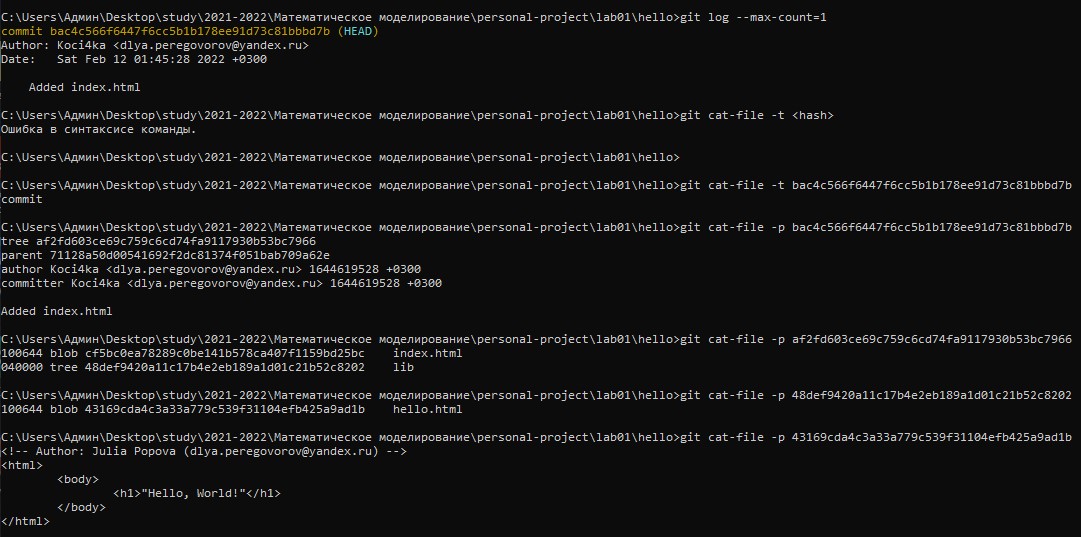 C:\Users\Админ\Desktop\study\2021-2022\Математическое моделирование\personal-project\lab01\hello>git log --max-count=1
commit bac4c566f6447f6cc5b1b178ee91d73c81bbbd7b (HEAD)
Author: Koci4ka <dlya.peregovorov@yandex.ru>
Date:   Sat Feb 12 01:45:28 2022 +0300
    Added index.html
C:\Users\Админ\Desktop\study\2021-2022\Математическое моделирование\personal-project\lab01\hello>git cat-file -t <hash>
Ошибка в синтаксисе команды.
C:\Users\Админ\Desktop\study\2021-2022\Математическое моделирование\personal-project\lab01\hello>
C:\Users\Админ\Desktop\study\2021-2022\Математическое моделирование\personal-project\lab01\hello>git cat-file -t bac4c566f6447f6cc5b1b178ee91d73c81bbbd7b
commit
C:\Users\Админ\Desktop\study\2021-2022\Математическое моделирование\personal-project\lab01\hello>git cat-file -p bac4c566f6447f6cc5b1b178ee91d73c81bbbd7b
tree af2fd603ce69c759c6cd74fa9117930b53bc7966
parent 71128a50d00541692f2dc81374f051bab709a62e
author Koci4ka <dlya.peregovorov@yandex.ru> 1644619528 +0300
committer Koci4ka <dlya.peregovorov@yandex.ru> 1644619528 +0300
Added index.html
C:\Users\Админ\Desktop\study\2021-2022\Математическое моделирование\personal-project\lab01\hello>git cat-file -p af2fd603ce69c759c6cd74fa9117930b53bc7966
100644 blob cf5bc0ea78289c0be141b578ca407f1159bd25bc    index.html
040000 tree 48def9420a11c17b4e2eb189a1d01c21b52c8202    lib
C:\Users\Админ\Desktop\study\2021-2022\Математическое моделирование\personal-project\lab01\hello>git cat-file -p 48def9420a11c17b4e2eb189a1d01c21b52c8202
100644 blob 43169cda4c3a33a779c539f31104efb425a9ad1b    hello.html
C:\Users\Админ\Desktop\study\2021-2022\Математическое моделирование\personal-project\lab01\hello>git cat-file -p 43169cda4c3a33a779c539f31104efb425a9ad1b
<!-- Author: Julia Popova (dlya.peregovorov@yandex.ru) -->
<html>
        <body>
                <h1>"Hello, World!"</h1>
        </body>
</html>